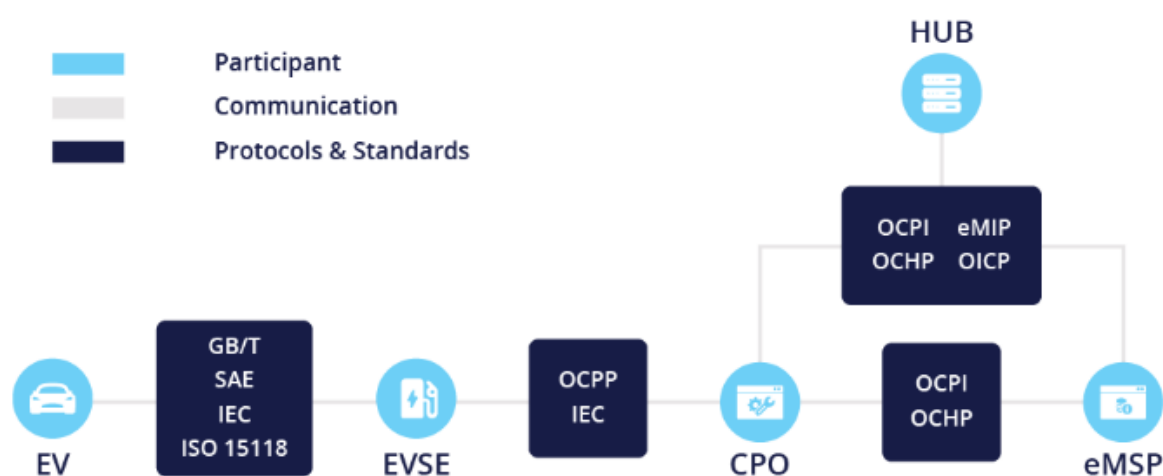 HUB
Participant
Communication
Protocols & Standards
OCPI eMIP
OCHP OICP
GB/T
SAE
IEC
ISO 15118
OCPP
IEC
OCPI
OCHP
EV
EVSE
CPO
eMSP